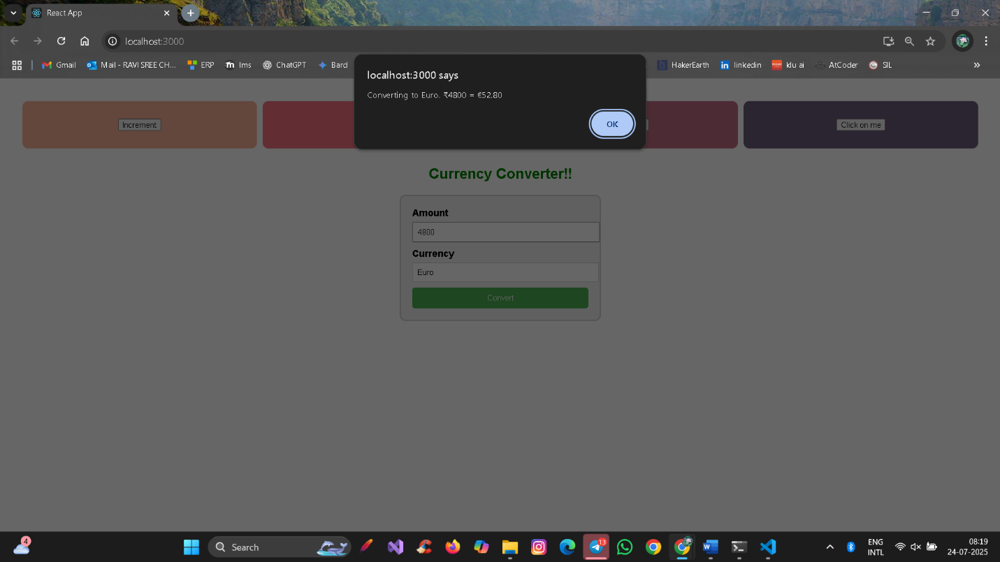 React App
localhost:3000
Gmail
Mail - RAVI SREE CH...
ERP
lms
ChatGPT
Bard
HakerEarth
linkedin
klu ai
AtCoder
SIL
localhost:3000 says
Converting to Euro. ₹4800 = €52.80
OK
Increment
Click on me
Currency Converter!!
Amount
4800
Currency
Euro
Convert
4
Search
13
ENG
INTL
08:19
24-07-2025